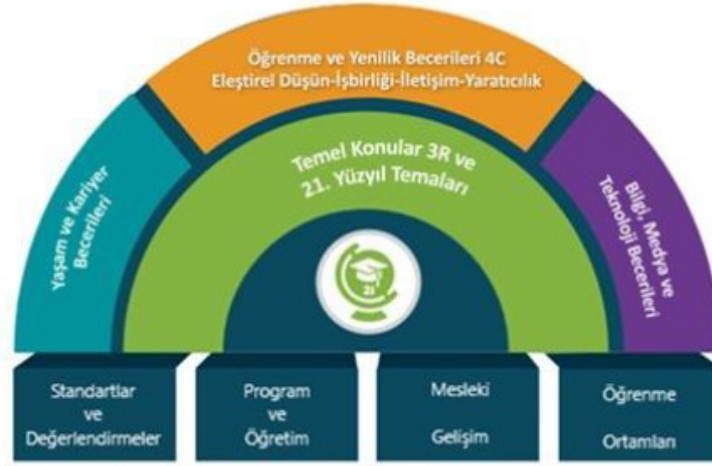 Öğrenme ve Yenilik Becerileri 4C
Eleştirel Düşün-İşbirliği-İletişim-Yaratıcılık
Temel Konular 3R ve
21. Yüzyıl Temaları
Yaşam ve Kariyer
Becerileri
Bilgi, Medya ve
Teknoloji Becerileri
21
Standartlar
ve
Değerlendirmeler
Program
ve
Öğretim
Mesleki
Gelişim
Öğrenme
Ortamları